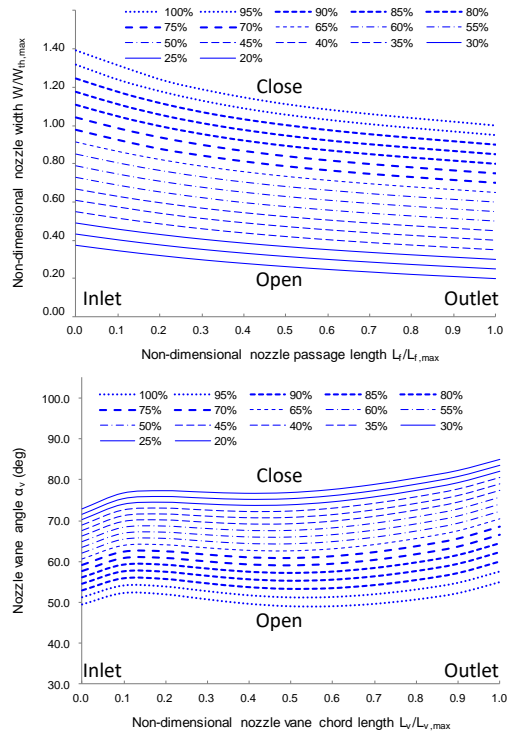 100% 95% 90% 85% 80%
75% 70% 65% 60% 55%
50% 45% 40% 35% 30%
25% 20%
1.40
1.20
1.00
0.80
0.60
0.40
0.20
0.00
Non-dimensional nozzle width W/W_th,max
Close
Open
Inlet
Outlet
0.0 0.1 0.2 0.3 0.4 0.5 0.6 0.7 0.8 0.9 1.0
Non-dimensional nozzle passage length L_f/L_f,max
100% 95% 90% 85% 80%
75% 70% 65% 60% 55%
50% 45% 40% 35% 30%
25% 20%
100.0
90.0
80.0
70.0
60.0
50.0
40.0
30.0
Nozzle vane angle α_v (deg)
Close
Open
Inlet
Outlet
0.0 0.1 0.2 0.3 0.4 0.5 0.6 0.7 0.8 0.9 1.0
Non-dimensional nozzle vane chord length L_v/L_v,max